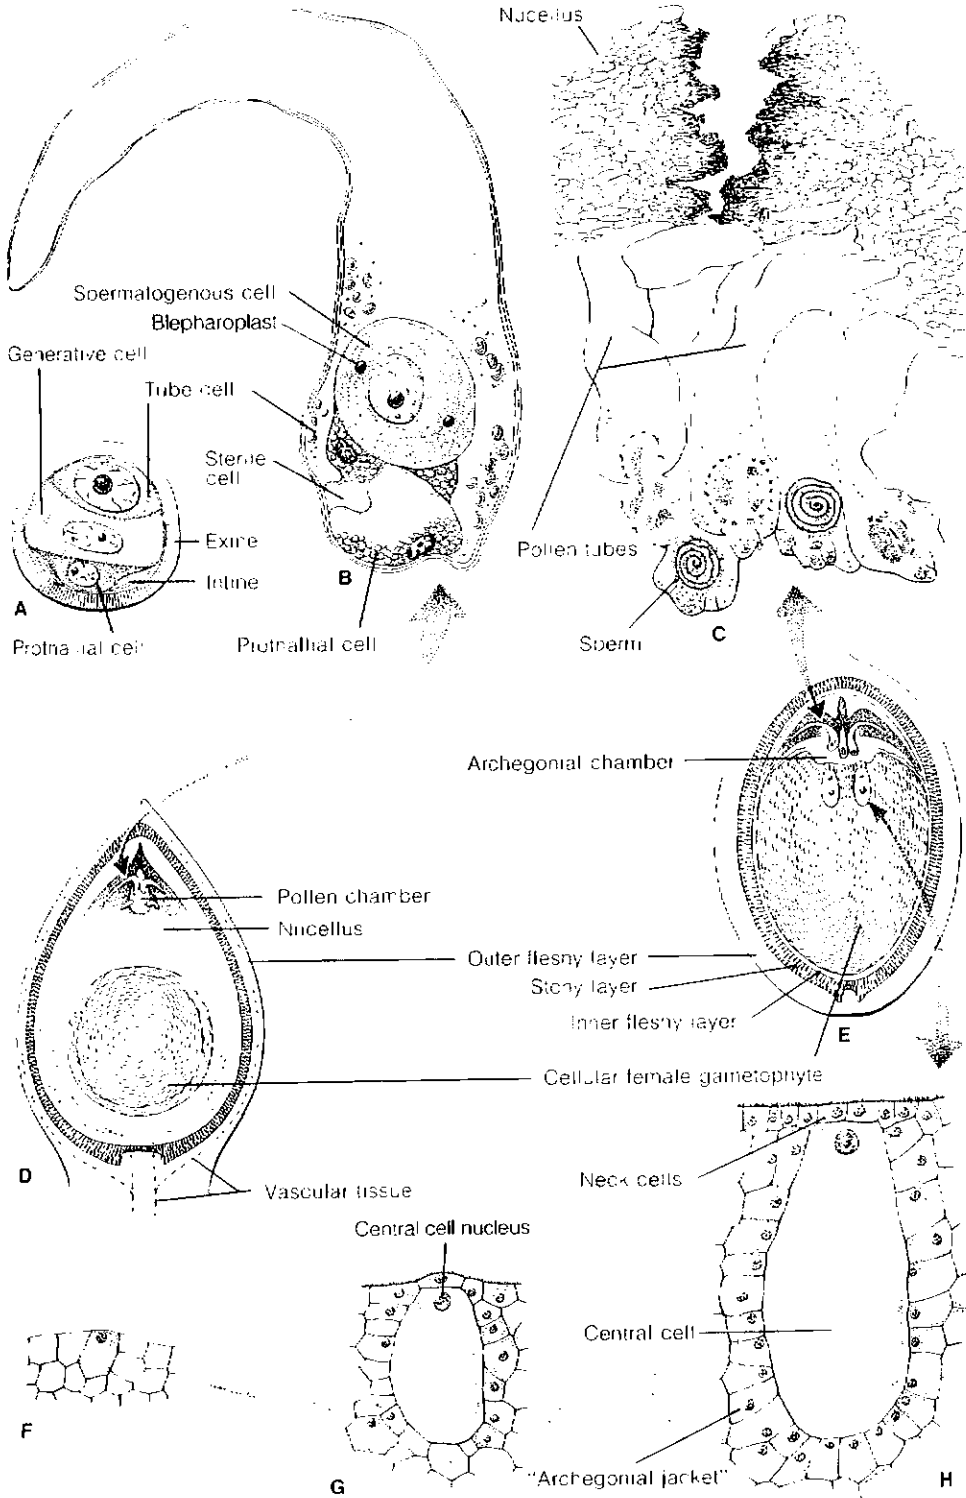 Nucellus
Spermatogenous cell
Blepharoplast
Generative cell
Tube cell
Sterile
cell
Exine
Intine
A
B
Prothallial cell
Prothallial cell
Pollen tubes
Sperm
C
Archegonial chamber
Pollen chamber
Nucellus
Outer fleshy layer
Stony layer
Inner fleshy layer
E
Cellular female gametophyte
D
Vascular tissue
Neck cells
Central cell nucleus
Central cell
F
G
"Archegonial jacket"
H